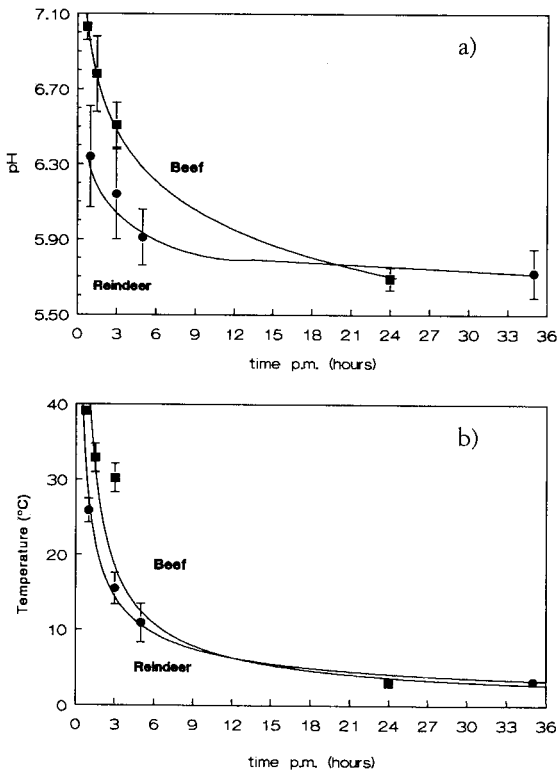 a)
7.10
6.70
6.30
5.90
5.50
pH
Beef
Reindeer
0 3 6 9 12 15 18 21 24 27 30 33 36
time p.m. (hours)
b)
40
30
20
10
0
Temperature (°C)
Beef
Reindeer
0 3 6 9 12 15 18 21 24 27 30 33 36
time p.m. (hours)